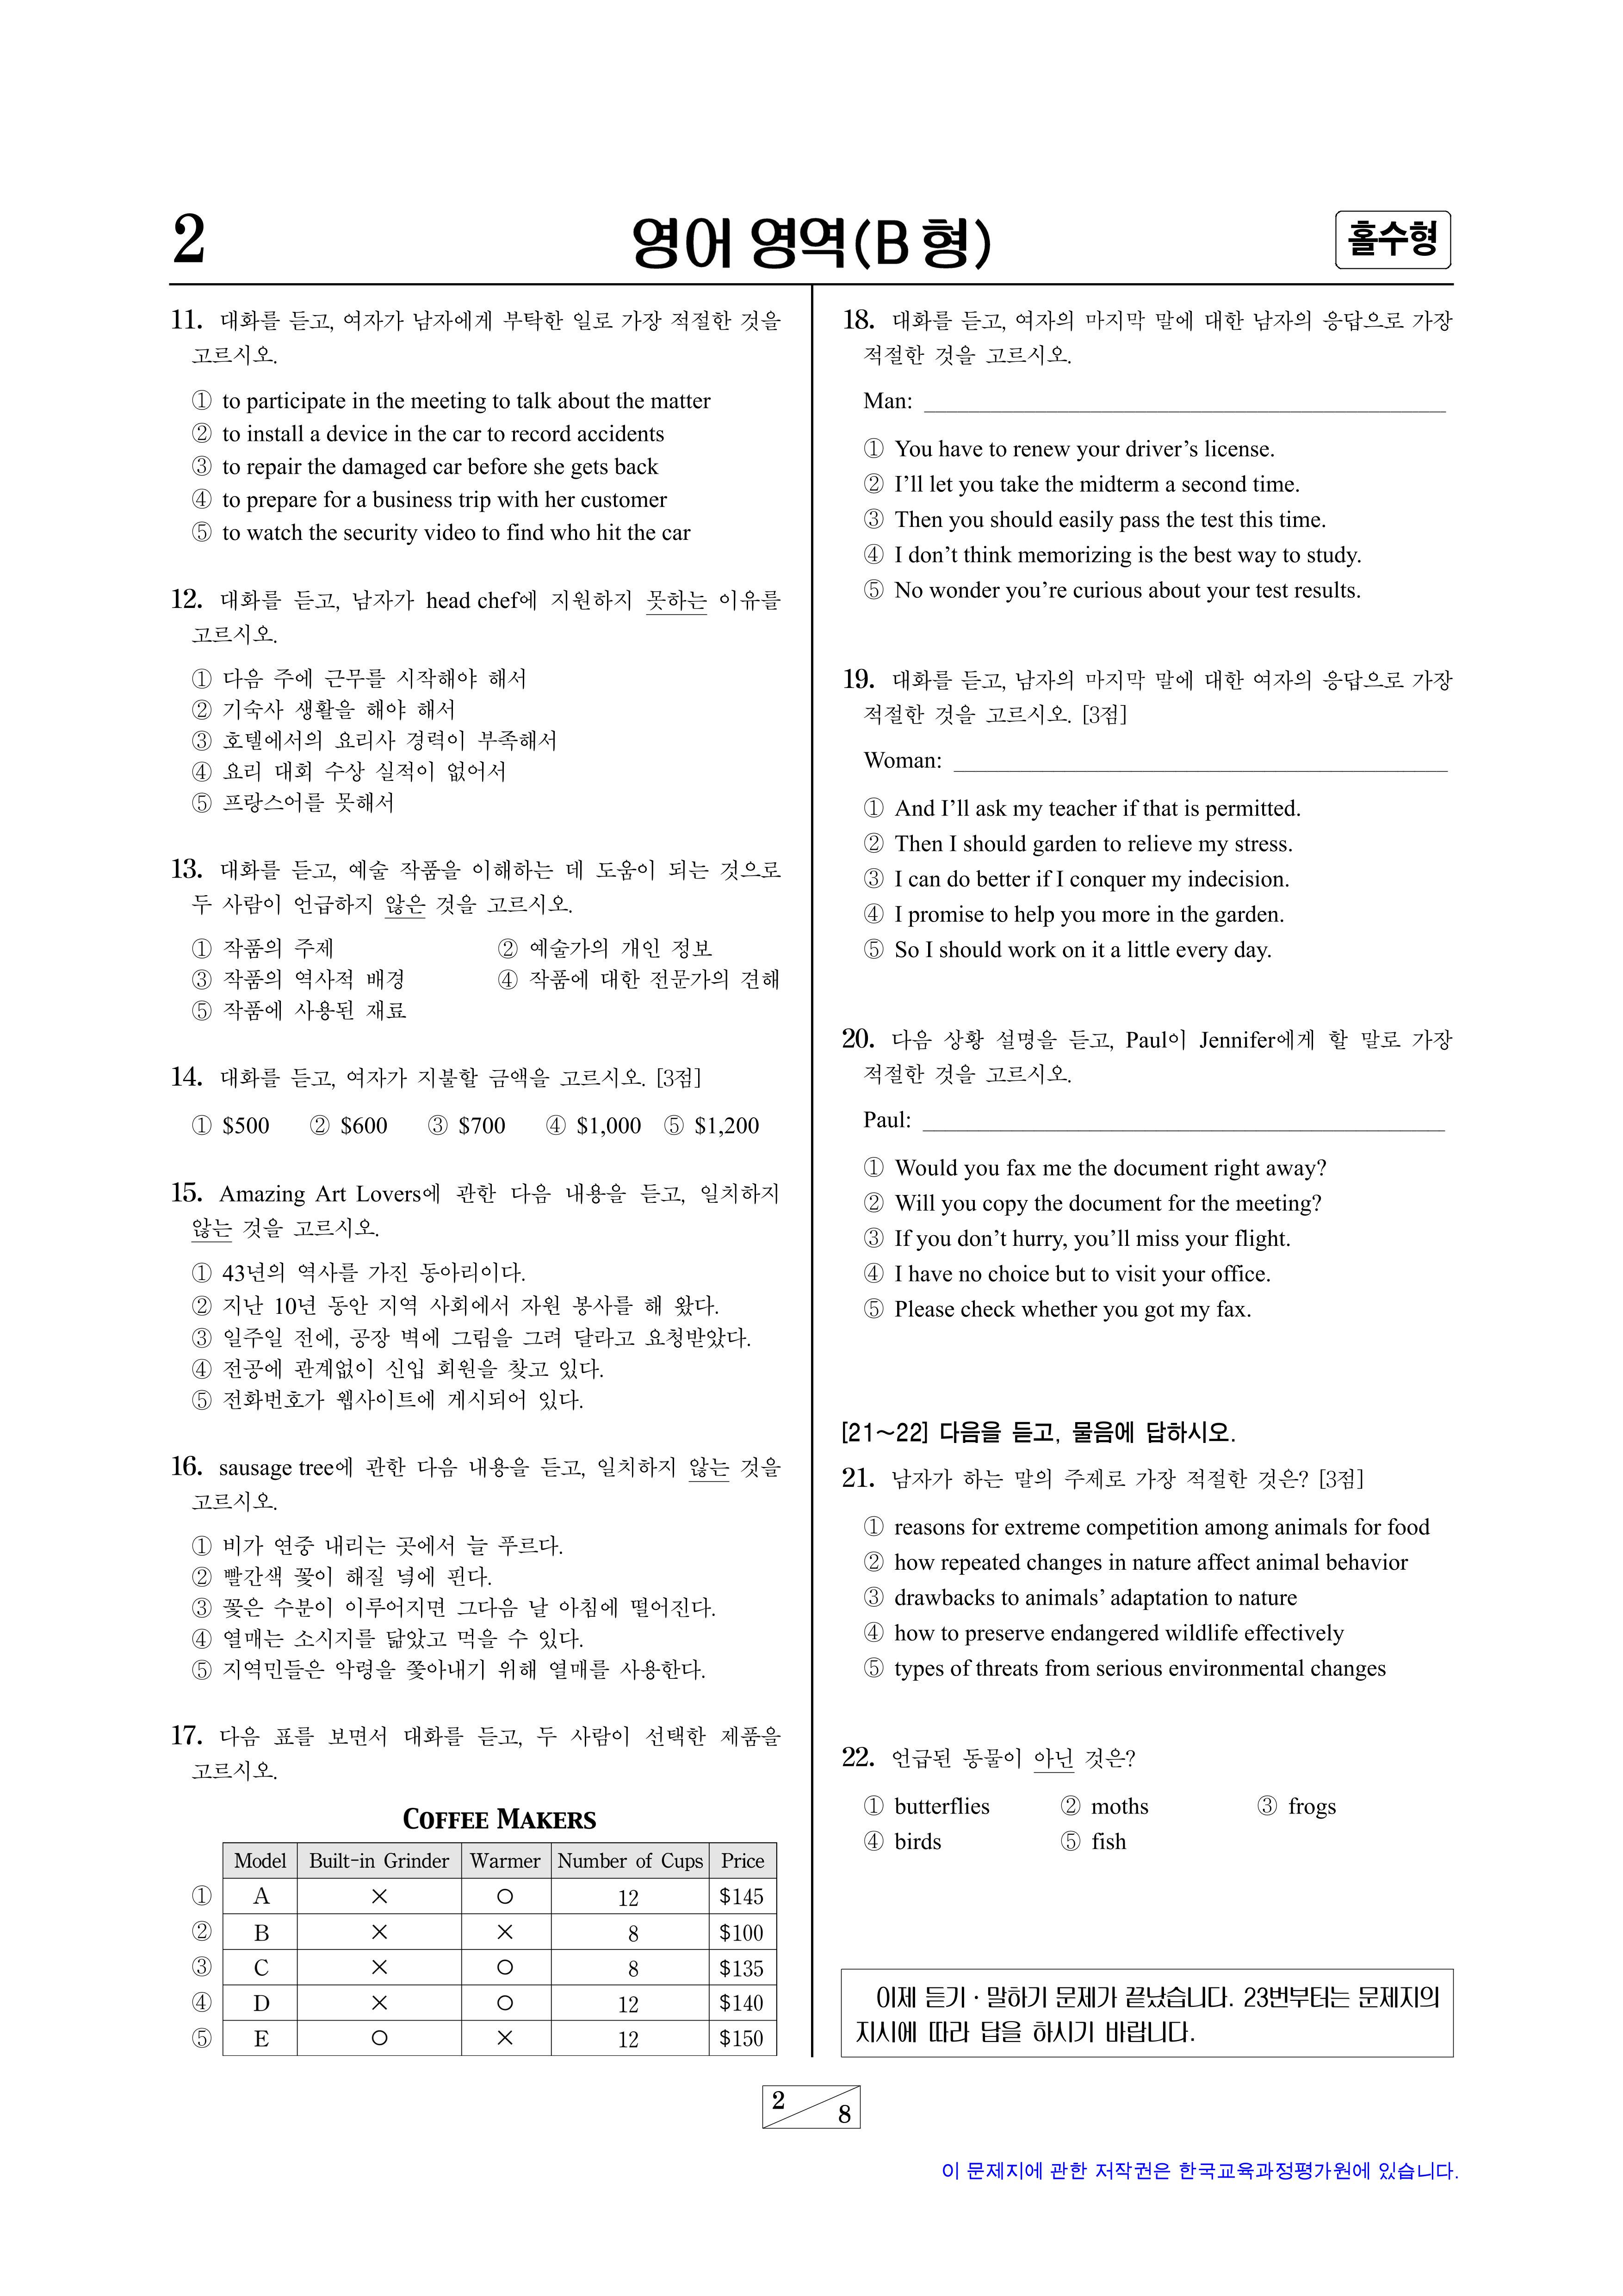 2
영어 영역(B 형)
홀수형
11. 대화를 듣고, 여자가 남자에게 부탁한 일로 가장 적절한 것을
고르시오.
① to participate in the meeting to talk about the matter
② to install a device in the car to record accidents
③ to repair the damaged car before she gets back
④ to prepare for a business trip with her customer
⑤ to watch the security video to find who hit the car
12. 대화를 듣고, 남자가 head chef에 지원하지 못하는 이유를
고르시오.
① 다음 주에 근무를 시작해야 해서
② 기숙사 생활을 해야 해서
③ 호텔에서의 요리사 경력이 부족해서
④ 요리 대회 수상 실적이 없어서
⑤ 프랑스어를 못해서
13. 대화를 듣고, 예술 작품을 이해하는 데 도움이 되는 것으로
두 사람이 언급하지 않은 것을 고르시오.
① 작품의 주제 ② 예술가의 개인 정보
③ 작품의 역사적 배경 ④ 작품에 대한 전문가의 견해
⑤ 작품에 사용된 재료
14. 대화를 듣고, 여자가 지불할 금액을 고르시오. [3점]
① $500 ② $600 ③ $700 ④ $1,000 ⑤ $1,200
15. Amazing Art Lovers에 관한 다음 내용을 듣고, 일치하지
않는 것을 고르시오.
① 43년의 역사를 가진 동아리이다.
② 지난 10년 동안 지역 사회에서 자원 봉사를 해 왔다.
③ 일주일 전에, 공장 벽에 그림을 그려 달라고 요청받았다.
④ 전공에 관계없이 신입 회원을 찾고 있다.
⑤ 전화번호가 웹사이트에 게시되어 있다.
16. sausage tree에 관한 다음 내용을 듣고, 일치하지 않는 것을
고르시오.
① 비가 연중 내리는 곳에서 늘 푸르다.
② 빨간색 꽃이 해질 녘에 핀다.
③ 꽃은 수분이 이루어지면 그다음 날 아침에 떨어진다.
④ 열매는 소시지를 닮았고 먹을 수 있다.
⑤ 지역민들은 악령을 쫓아내기 위해 열매를 사용한다.
17. 다음 표를 보면서 대화를 듣고, 두 사람이 선택한 제품을
고르시오.
COFFEE MAKERS
Model Built-in Grinder Warmer Number of Cups Price
① A × ○ 12 $145
② B × × 8 $100
③ C × ○ 8 $135
④ D × ○ 12 $140
⑤ E ○ × 12 $150
18. 대화를 듣고, 여자의 마지막 말에 대한 남자의 응답으로 가장
적절한 것을 고르시오.
Man:
① You have to renew your driver's license.
② I'll let you take the midterm a second time.
③ Then you should easily pass the test this time.
④ I don't think memorizing is the best way to study.
⑤ No wonder you're curious about your test results.
19. 대화를 듣고, 남자의 마지막 말에 대한 여자의 응답으로 가장
적절한 것을 고르시오. [3점]
Woman:
① And I'll ask my teacher if that is permitted.
② Then I should garden to relieve my stress.
③ I can do better if I conquer my indecision.
④ I promise to help you more in the garden.
⑤ So I should work on it a little every day.
20. 다음 상황 설명을 듣고, Paul이 Jennifer에게 할 말로 가장
적절한 것을 고르시오.
Paul:
① Would you fax me the document right away?
② Will you copy the document for the meeting?
③ If you don't hurry, you'll miss your flight.
④ I have no choice but to visit your office.
⑤ Please check whether you got my fax.
[21～22] 다음을 듣고, 물음에 답하시오.
21. 남자가 하는 말의 주제로 가장 적절한 것은? [3점]
① reasons for extreme competition among animals for food
② how repeated changes in nature affect animal behavior
③ drawbacks to animals' adaptation to nature
④ how to preserve endangered wildlife effectively
⑤ types of threats from serious environmental changes
22. 언급된 동물이 아닌 것은?
① butterflies ② moths ③ frogs
④ birds ⑤ fish
이제 듣기·말하기 문제가 끝났습니다. 23번부터는 문제지의
지시에 따라 답을 하시기 바랍니다.
2
8
이 문제지에 관한 저작권은 한국교육과정평가원에 있습니다.